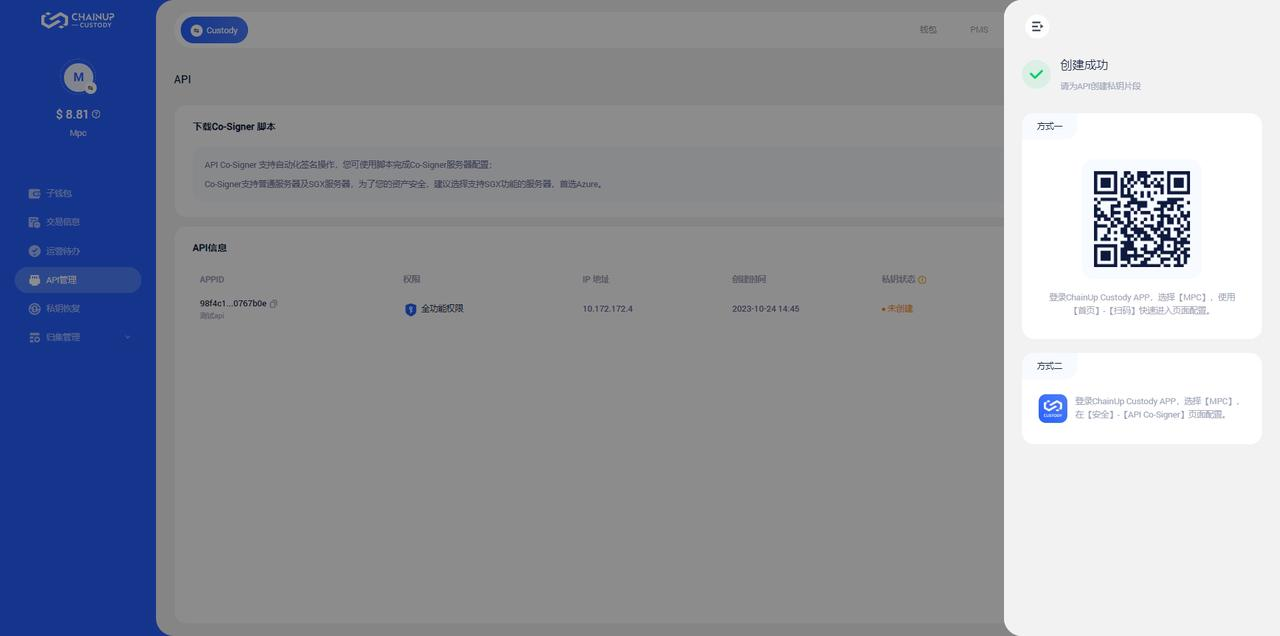 CHAINUP
CUSTODY
M
$ 8.81
Mpc
子钱包
交易信息
运营待办
API管理
私钥恢复
归集管理
Custody
钱包
PMS
API
下载Co-Signer 脚本
API Co-Signer 支持自动化签名操作，您可使用脚本完成Co-Signer服务器配置；
Co-Signer支持普通服务器及SGX服务器，为了您的资产安全，建议选择支持SGX功能的服务器，首选Azure。
API信息
APPID
权限
IP 地址
创建时间
私钥状态
98f4c1...0767b0e
测试api
全功能权限
10.172.172.4
2023-10-24 14:45
未创建
创建成功
请为API创建私钥片段
方式一
登录ChainUp Custody APP，选择【MPC】，使用
【首页】-【扫码】快速进入页面配置。
方式二
CUSTODY
登录ChainUp Custody APP，选择【MPC】，
在【安全】-【API Co-Signer】页面配置。